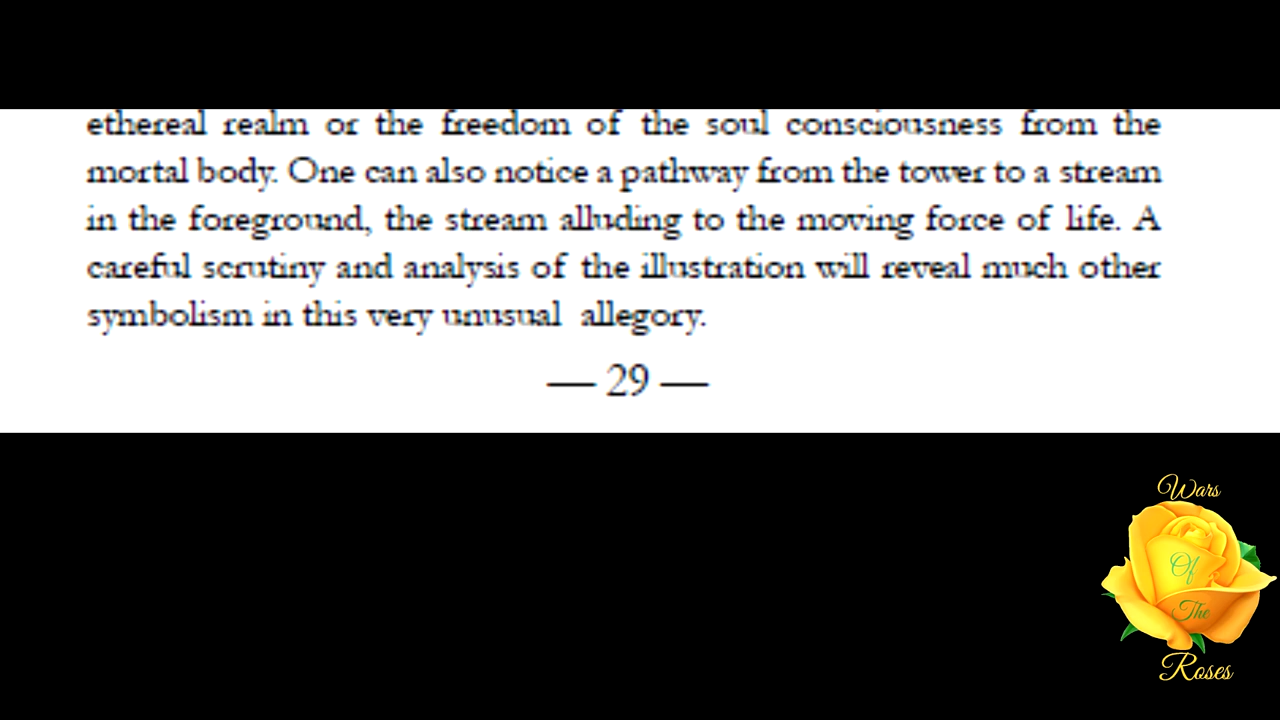 ethereal realm or the freedom of the soul consciousness from the
mortal body. One can also notice a pathway from the tower to a stream
in the foreground, the stream alluding to the moving force of life. A
careful scrutiny and analysis of the illustration will reveal much other
symbolism in this very unusual allegory.
— 29 —
Wars
Of
The
Roses